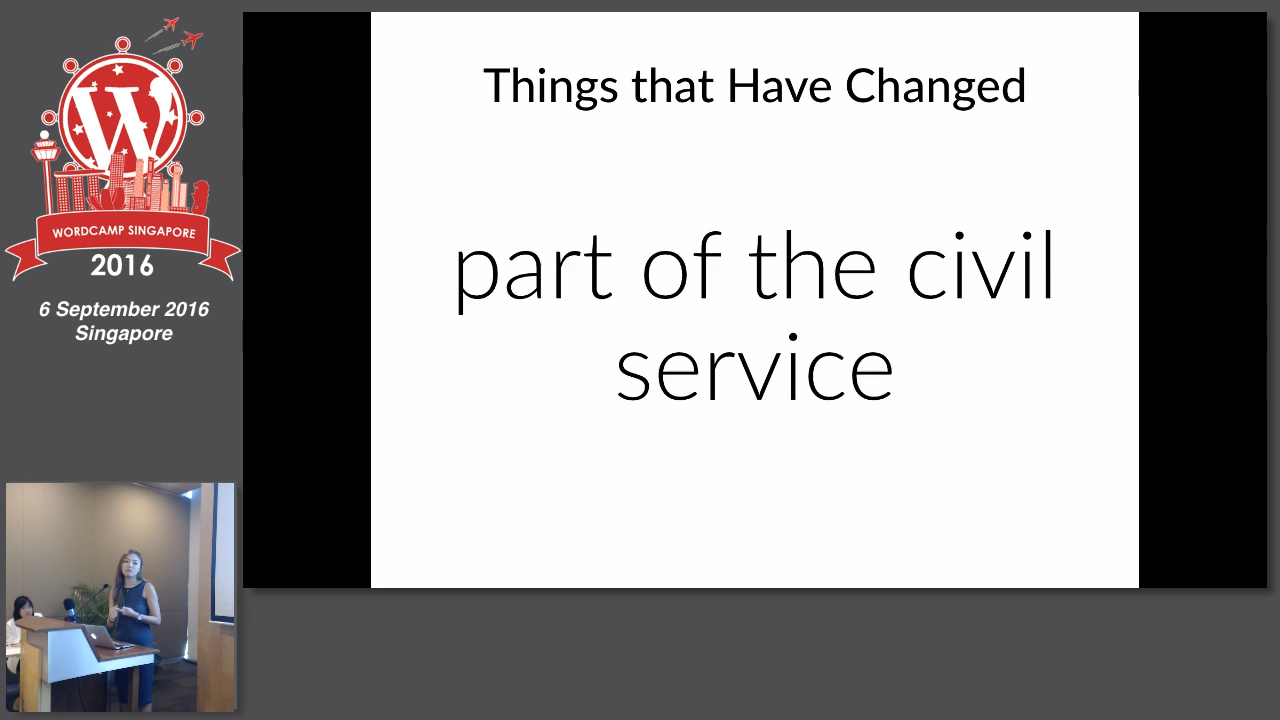 W
WORDCAMP SINGAPORE
2016
6 September 2016
Singapore
Things that Have Changed
part of the civil
service